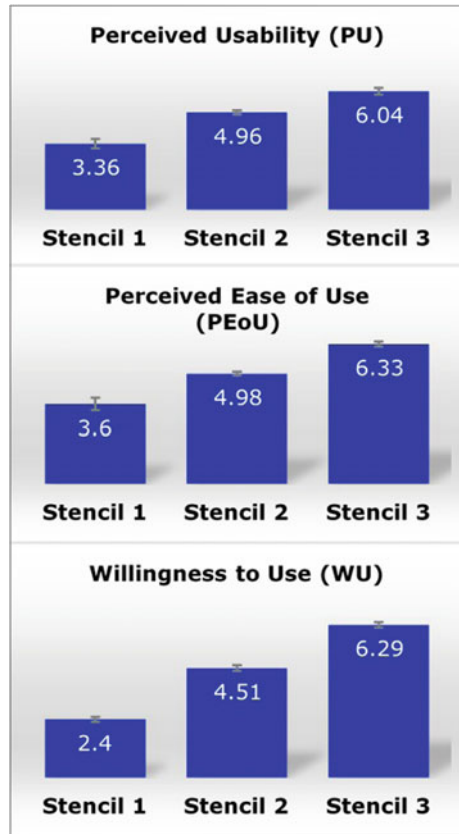 Perceived Usability (PU)
3.36
4.96
6.04
Stencil 1
Stencil 2
Stencil 3
Perceived Ease of Use
(PEoU)
3.6
4.98
6.33
Stencil 1
Stencil 2
Stencil 3
Willingness to Use (WU)
2.4
4.51
6.29
Stencil 1
Stencil 2
Stencil 3